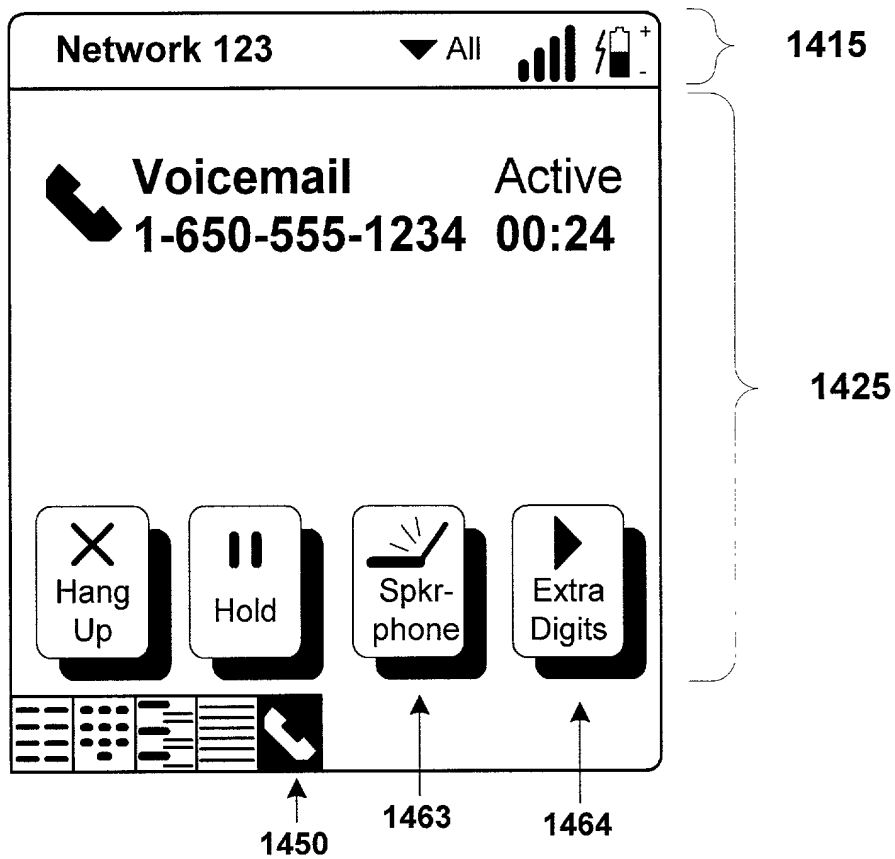 Network 123 All + -
1415
Voicemail Active
1-650-555-1234 00:24
1425
Hang Up
Hold
Spkr-
phone
Extra
Digits
1450
1463
1464